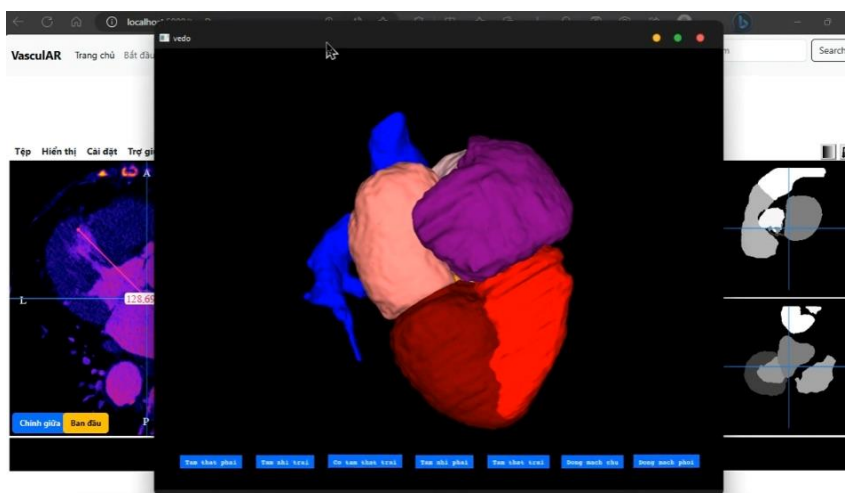 vedo
VasculAR Trang chủ Bắt đầu
Search
Tệp Hiển thị Cài đặt Trợ
A
L
128.69
P
Chỉnh giữa Ban đầu
Tam that phai Tam nhi trai Co tam that trai Tam nhi phai Tam that trai Dong mach chu Dong mach phoi